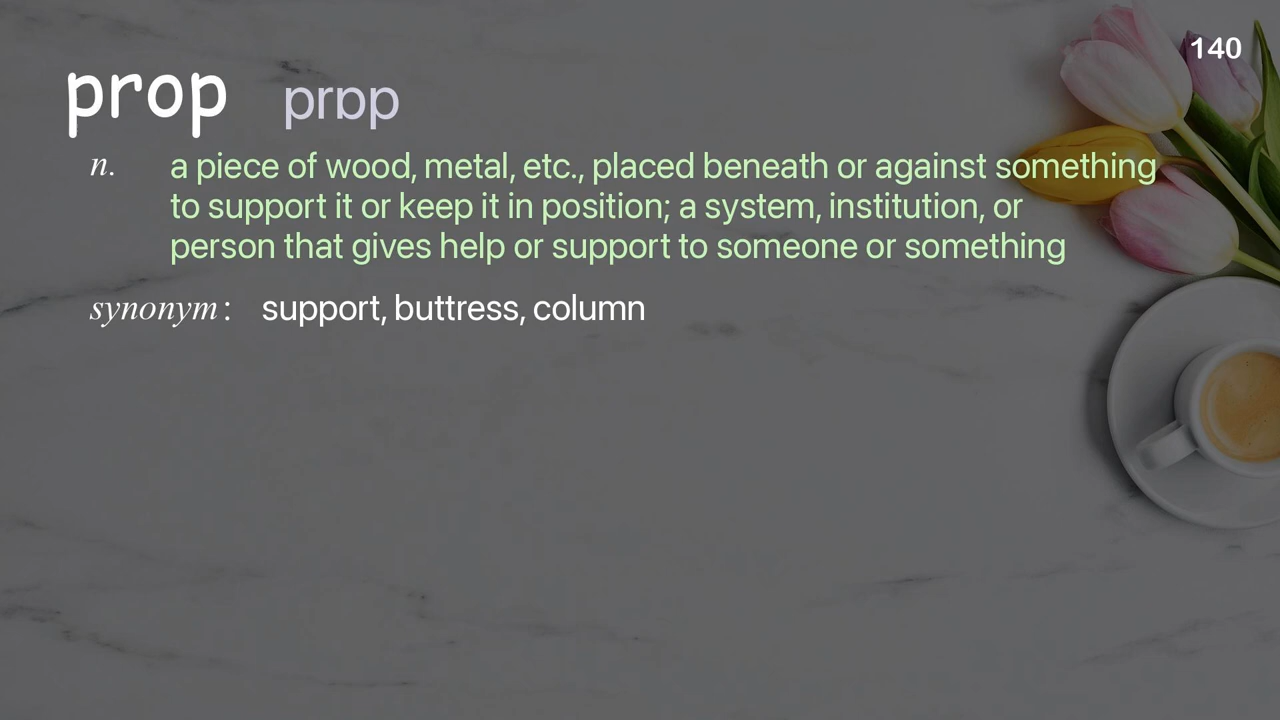 140
prop prɒp
n. a piece of wood, metal, etc., placed beneath or against something
to support it or keep it in position; a system, institution, or
person that gives help or support to someone or something
synonym: support, buttress, column